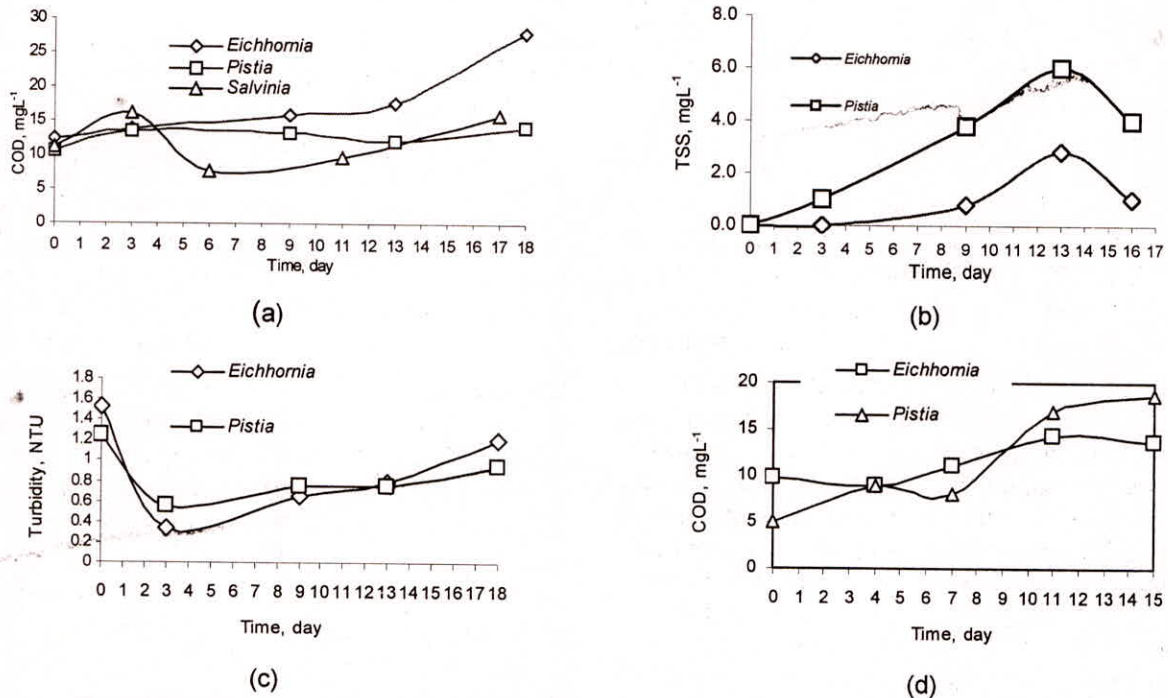 30
25
20
15
10
5
0
COD, mgL⁻¹
Eichhornia
Pistia
Salvinia
0 1 2 3 4 5 6 7 8 9 10 11 12 13 14 15 16 17 18
Time, day
(a)
8.0
6.0
4.0
2.0
0.0
TSS, mgL⁻¹
Eichhornia
Pistia
0 1 2 3 4 5 6 7 8 9 10 11 12 13 14 15 16 17
Time, day
(b)
1.8
1.6
1.4
1.2
1
0.8
0.6
0.4
0.2
0
Turbidity, NTU
Eichhornia
Pistia
0 1 2 3 4 5 6 7 8 9 10 11 12 13 14 15 16 17 18
Time, day
(c)
20
15
10
5
0
COD, mgL⁻¹
Eichhornia
Pistia
0 1 2 3 4 5 6 7 8 9 10 11 12 13 14 15
Time, day
(d)